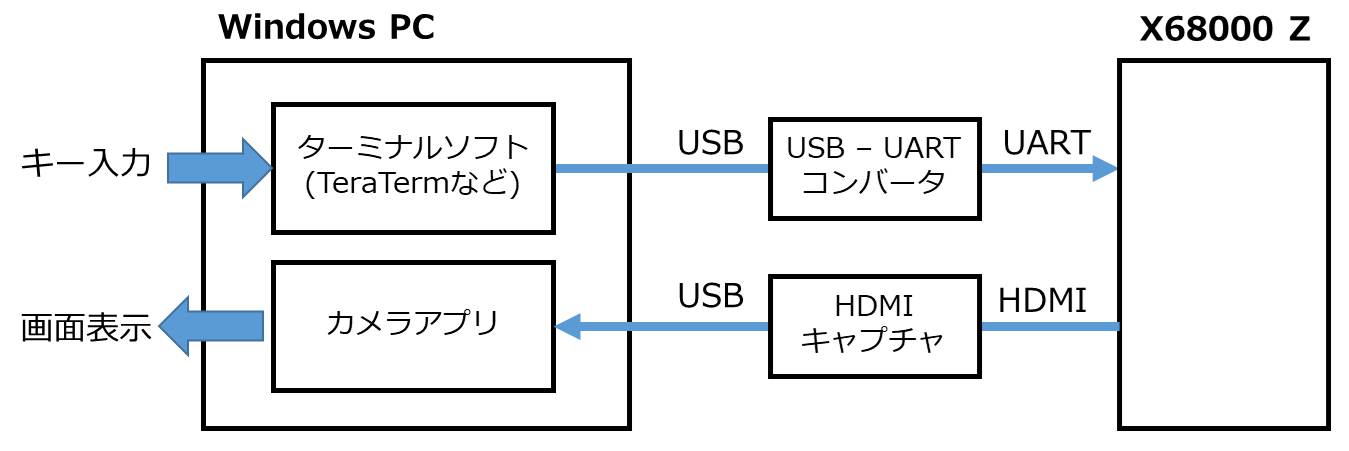 Windows PC
X68000 Z
キー入力
ターミナルソフト
(TeraTermなど)
USB
USB – UART
コンバータ
UART
画面表示
カメラアプリ
USB
HDMI
キャプチャ
HDMI